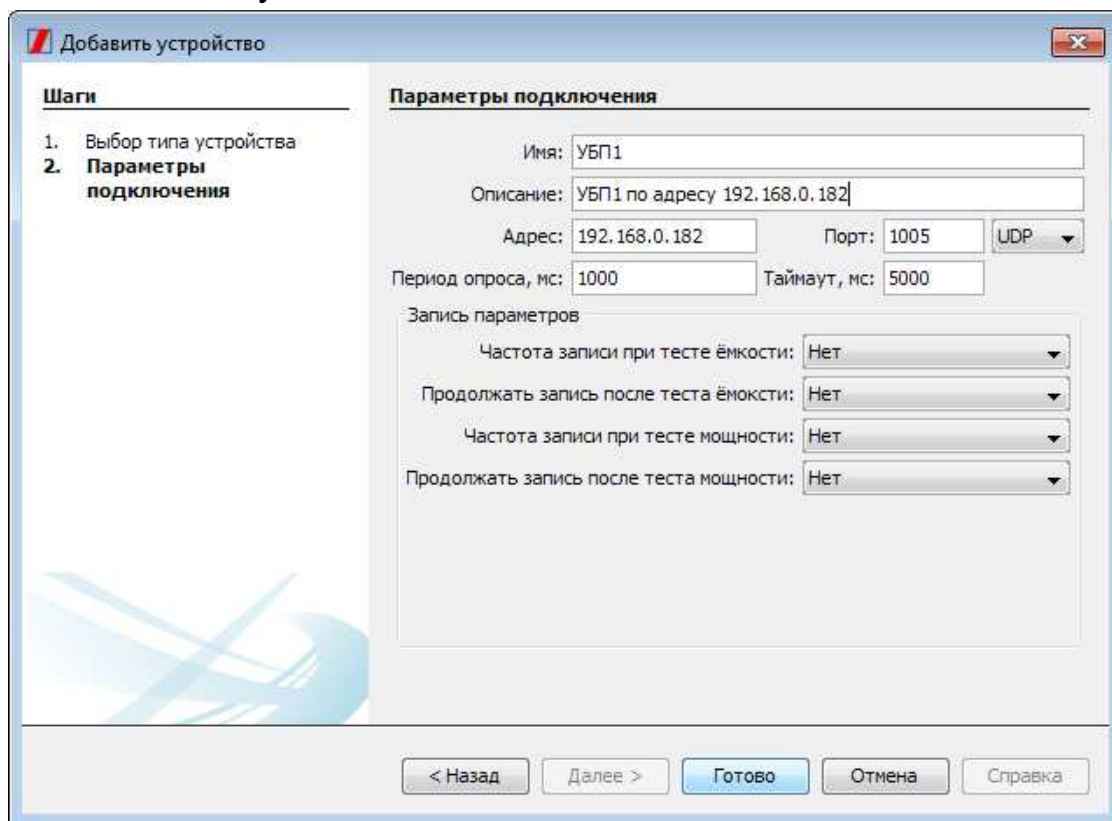 Добавить устройство
Шаги
1. Выбор типа устройства
2. Параметры
подключения
Параметры подключения
Имя: УБП1
Описание: УБП1 по адресу 192.168.0.182
Адрес: 192.168.0.182 Порт: 1005 UDP
Период опроса, мс: 1000 Таймаут, мс: 5000
Запись параметров
Частота записи при тесте ёмкости: Нет
Продолжать запись после теста ёмоксти: Нет
Частота записи при тесте мощности: Нет
Продолжать запись после теста мощности: Нет
< Назад Далее > Готово Отмена Справка